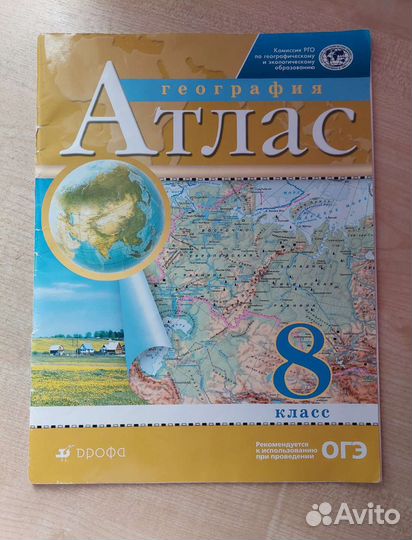 Комиссия РГО
по географическому
и экологическому
образованию
география
Атлас
8
класс
дрофа
Рекомендуется
к использованию
при проведении
ОГЭ
Avito